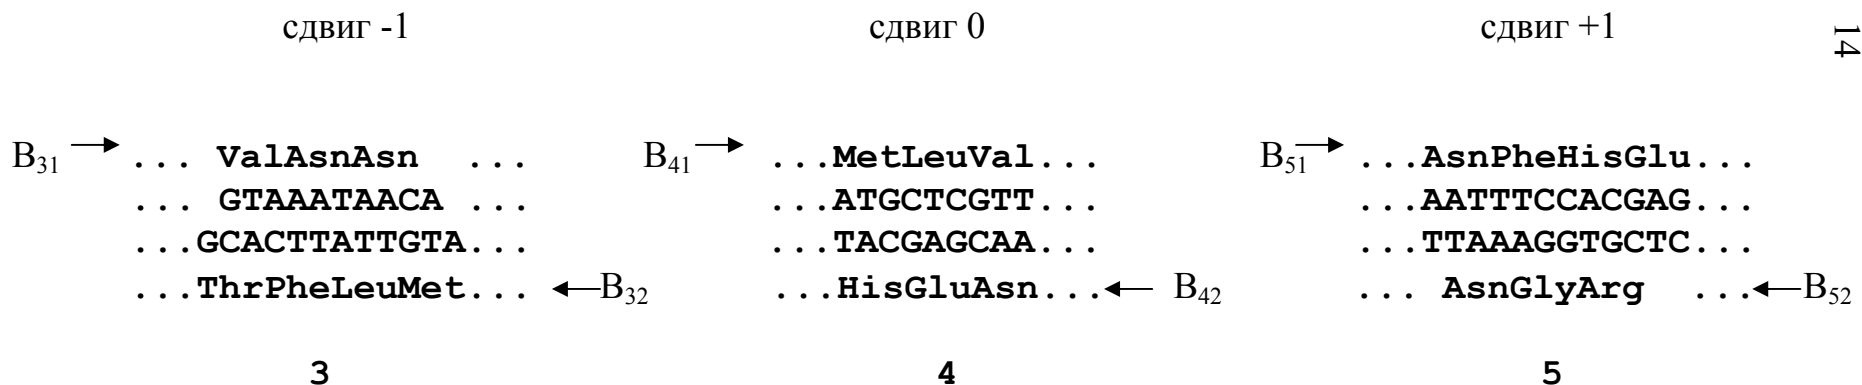 сдвиг -1 сдвиг 0 сдвиг +1 14
B31 → ... ValAsnAsn ... B41 → ...MetLeuVal... B51 → ...AsnPheHisGlu...
... GTAAATAACA ... ...ATGCTCGTT... ...AATTTCCACGAG...
...GCACTTATTGTA... ...TACGAGCAA... ...TTAAAGGTGCTC...
...ThrPheLeuMet... ←B32 ...HisGluAsn...← B42 ... AsnGlyArg ...←B52
3 4 5